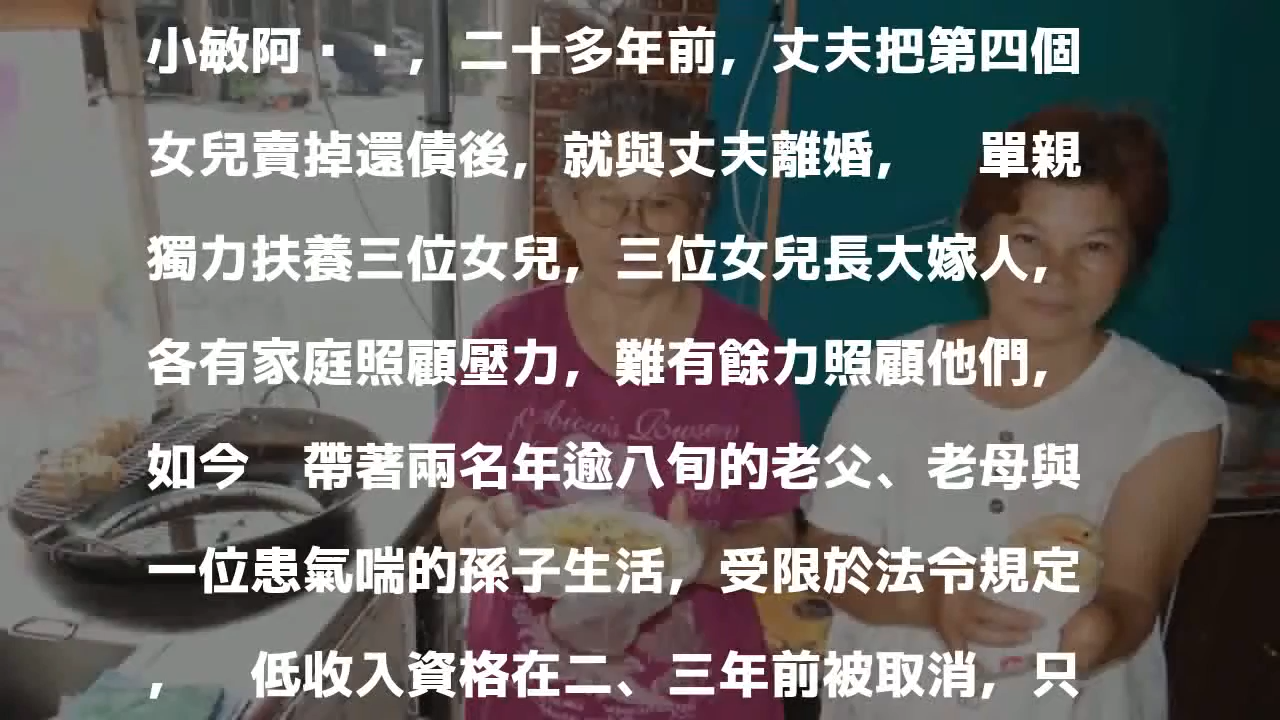 小敏阿··，二十多年前，丈夫把第四個
女兒賣掉還債後，就與丈夫離婚，　單親
獨力扶養三位女兒，三位女兒長大嫁人，
各有家庭照顧壓力，難有餘力照顧他們，
如今　帶著兩名年逾八旬的老父、老母與
一位患氣喘的孫子生活，受限於法令規定
，　低收入資格在二、三年前被取消，只